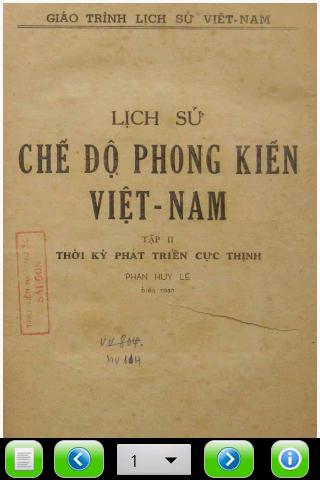 GIÁO TRÌNH LỊCH SỬ VIỆT-NAM
LỊCH SỬ
CHẾ ĐỘ PHONG KIẾN
VIỆT-NAM
TẬP II
THỜI KỲ PHÁT TRIỂN CỰC THỊNH
PHAN HUY LÊ
biên soạn
SAIGON
1